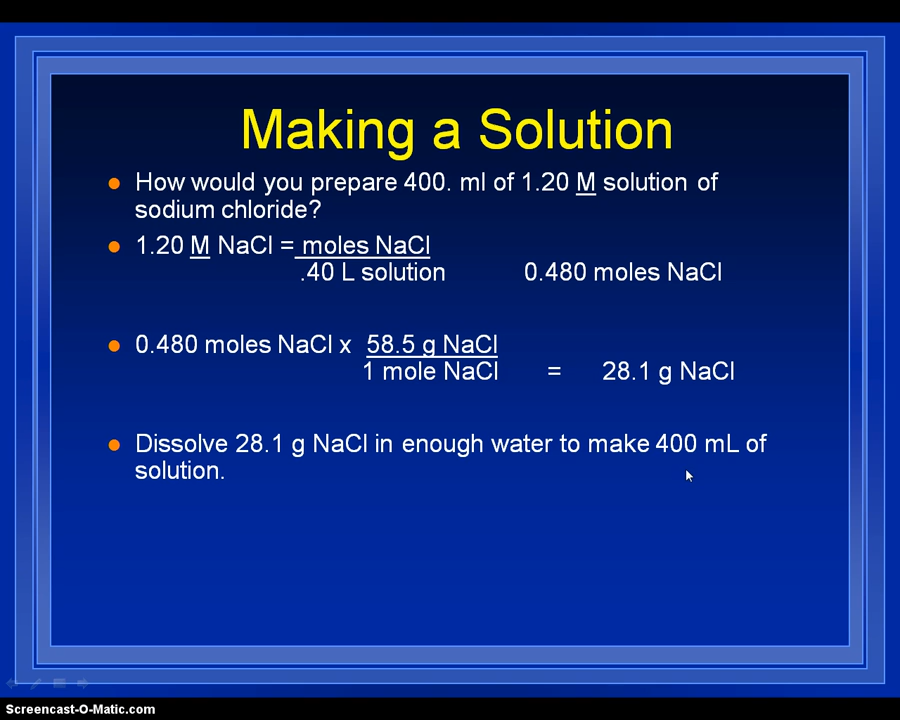 Making a Solution
How would you prepare 400. ml of 1.20 M solution of
sodium chloride?
1.20 M NaCl = moles NaCl
.40 L solution 0.480 moles NaCl
0.480 moles NaCl x 58.5 g NaCl
1 mole NaCl = 28.1 g NaCl
Dissolve 28.1 g NaCl in enough water to make 400 mL of
solution.
Screencast-O-Matic.com